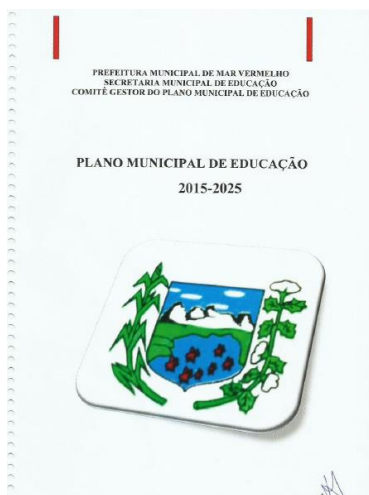 PREFEITURA MUNICIPAL DE MAR VERMELHO
SECRETARIA MUNICIPAL DE EDUCAÇÃO
COMITÊ GESTOR DO PLANO MUNICIPAL DE EDUCAÇÃO
PLANO MUNICIPAL DE EDUCAÇÃO
2015-2025